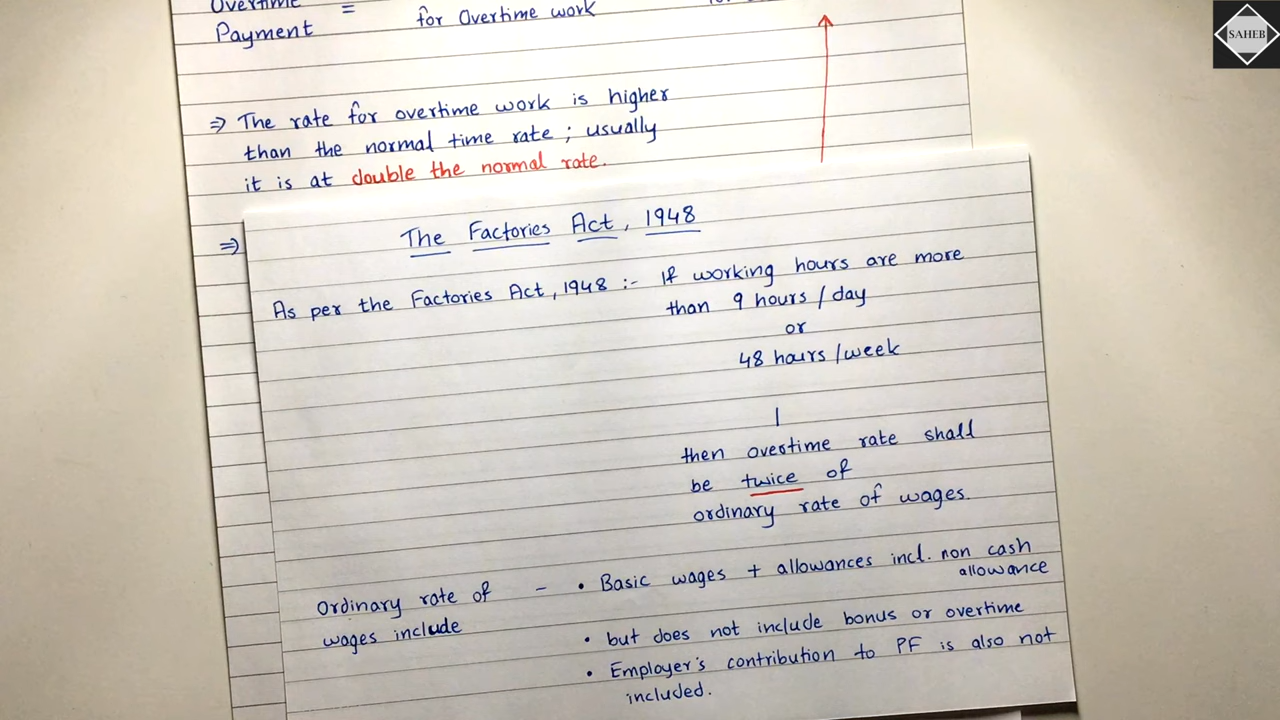 Overtime
Payment = for Overtime work
⇒ The rate for overtime work is higher
than the normal time rate ; usually
it is at double the normal rate.
⇒
The Factories Act, 1948
As per the Factories Act, 1948 :- If working hours are more
than 9 hours / day
or
48 hours / week
then overtime rate shall
be twice of
ordinary rate of wages.
Ordinary rate of
wages include
- • Basic wages + allowances incl. non cash
allowance
• but does not include bonus or overtime
• Employer's contribution to PF is also not
included.
SAHEB